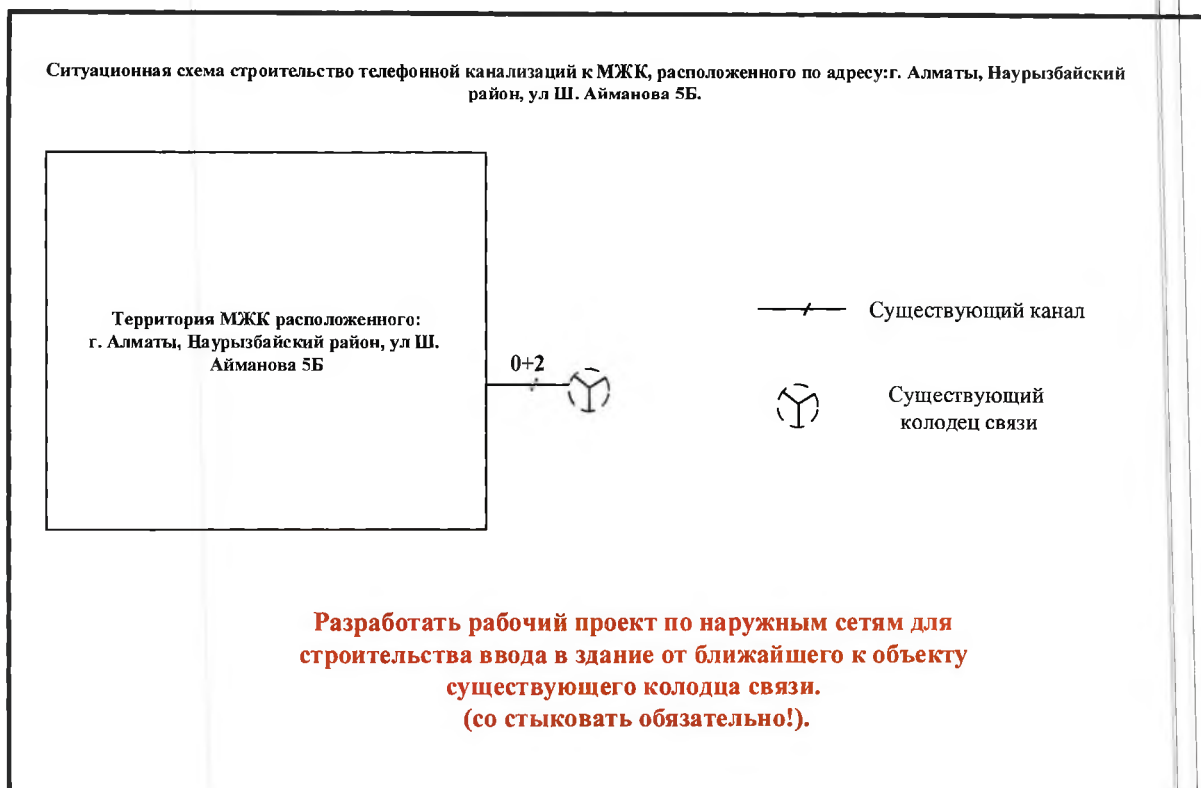 Ситуационная схема строительство телефонной канализаций к МЖК, расположенного по адресу:г. Алматы, Наурызбайский
район, ул Ш. Айманова 5Б.
Территория МЖК расположенного:
г. Алматы, Наурызбайский район, ул Ш.
Айманова 5Б
0+2
Существующий канал
Существующий
колодец связи
Разработать рабочий проект по наружным сетям для
строительства ввода в здание от ближайшего к объекту
существующего колодца связи.
(со стыковать обязательно!).